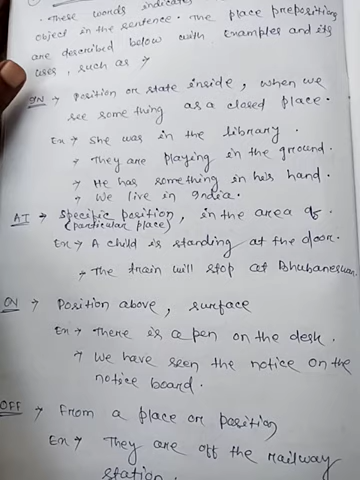 • These words indicates
object in the sentence. The place prepositions
are described below with examples and its
uses, such as →
IN → Position or state inside, when we
see something as a closed place.
Ex → She was in the library.
→ They are playing in the ground.
→ He has something in he's hand.
→ We live in India.
AT → Specific position, in the area of.
(particular place)
Ex → A child is standing at the door.
→ The train will stop at Bhubaneswar.
ON → Position above, surface
Ex → There is a pen on the desk.
→ We have seen the notice on the
notice board.
OFF → From a place or position
Ex → They are off the railway
station.